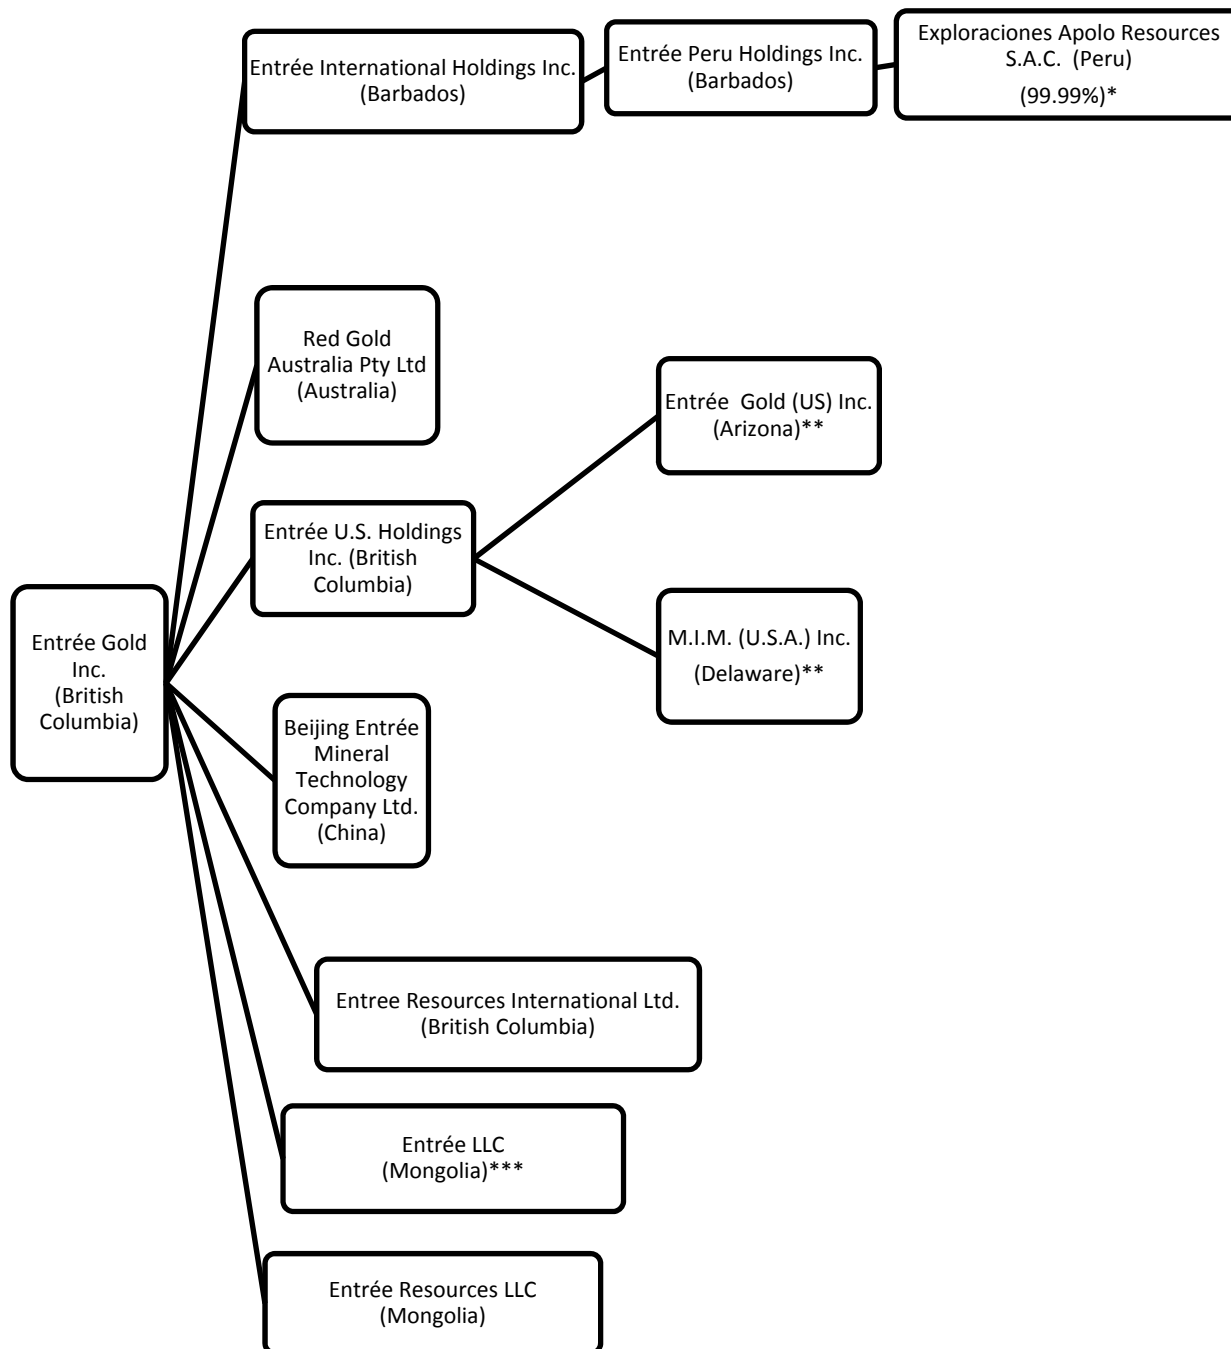 Entrée International Holdings Inc.
(Barbados)
Entrée Peru Holdings Inc.
(Barbados)
Exploraciones Apolo Resources
S.A.C. (Peru)
(99.99%)*
Red Gold
Australia Pty Ltd
(Australia)
Entrée Gold (US) Inc.
(Arizona)**
Entrée U.S. Holdings
Inc. (British
Columbia)
M.I.M. (U.S.A.) Inc.
(Delaware)**
Entrée Gold
Inc.
(British
Columbia)
Beijing Entrée
Mineral
Technology
Company Ltd.
(China)
Entree Resources International Ltd.
(British Columbia)
Entrée LLC
(Mongolia)***
Entrée Resources LLC
(Mongolia)